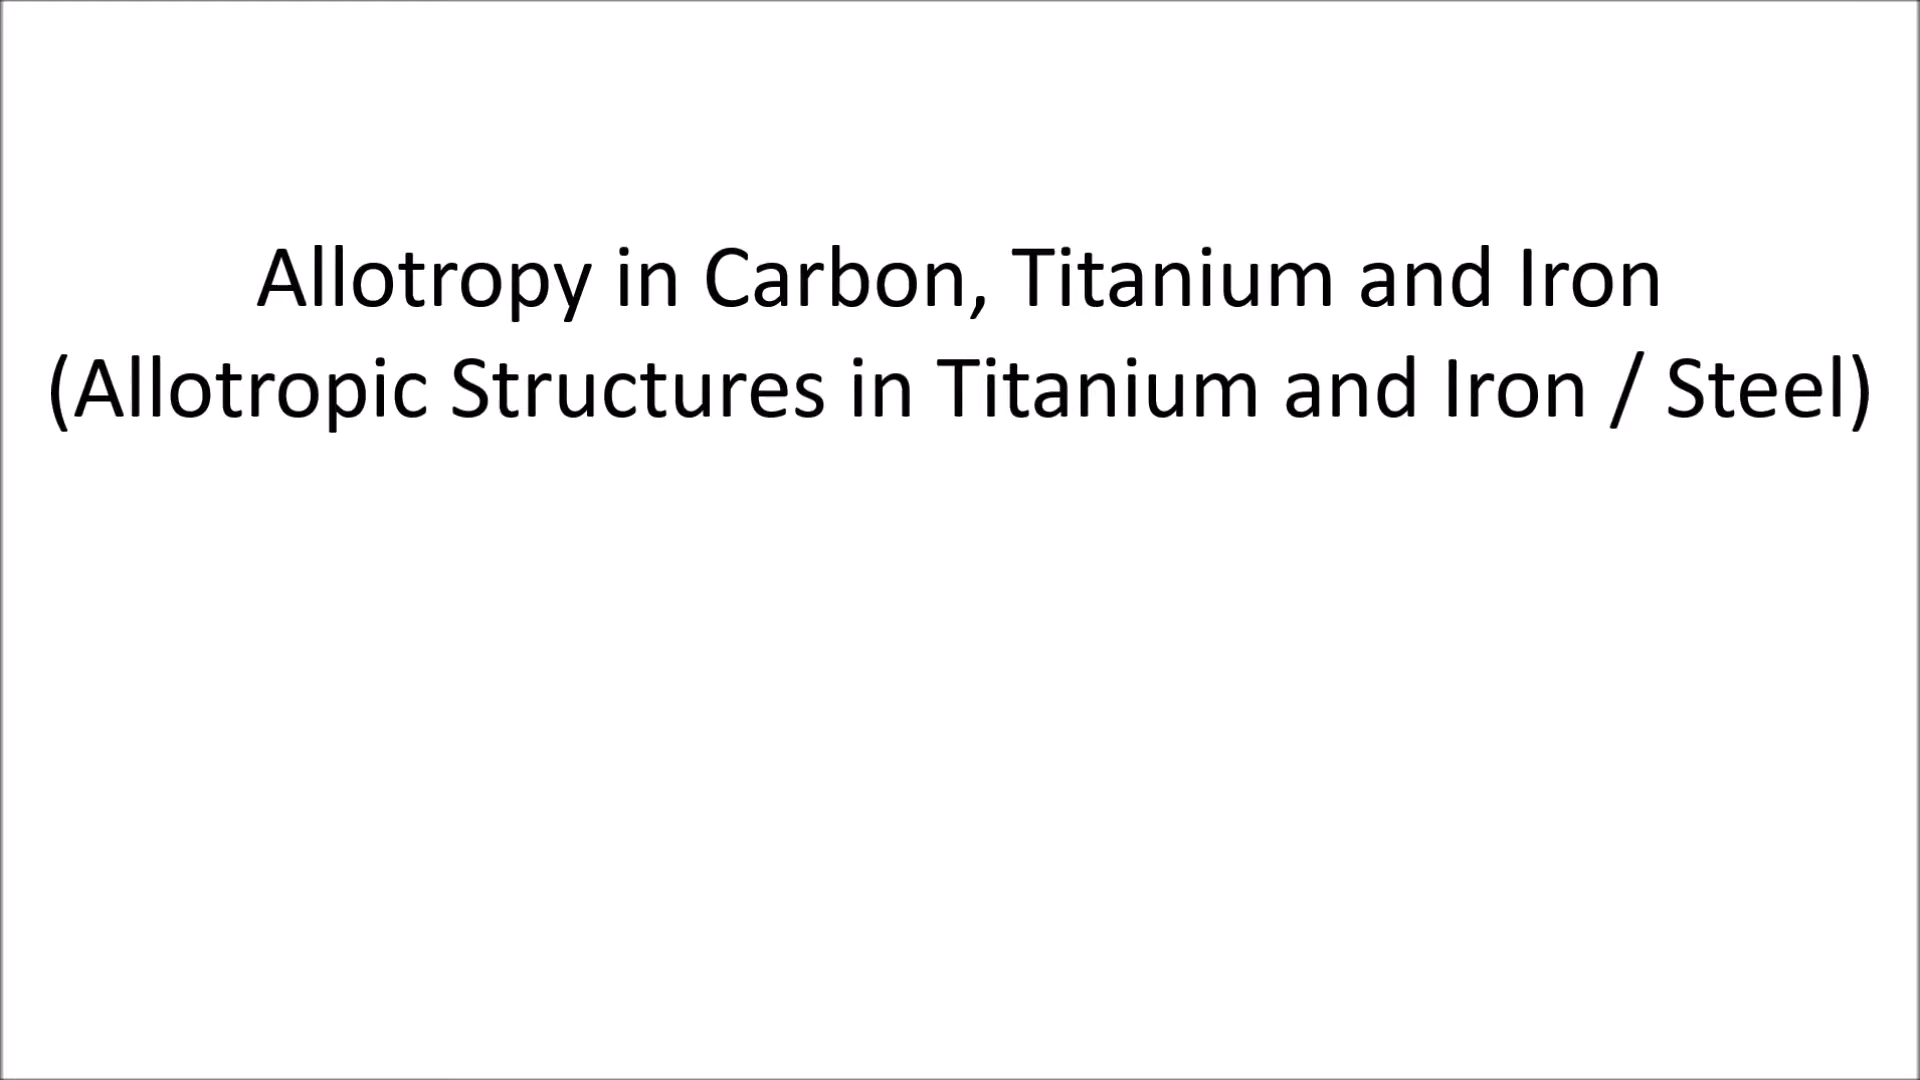 Allotropy in Carbon, Titanium and Iron
(Allotropic Structures in Titanium and Iron / Steel)